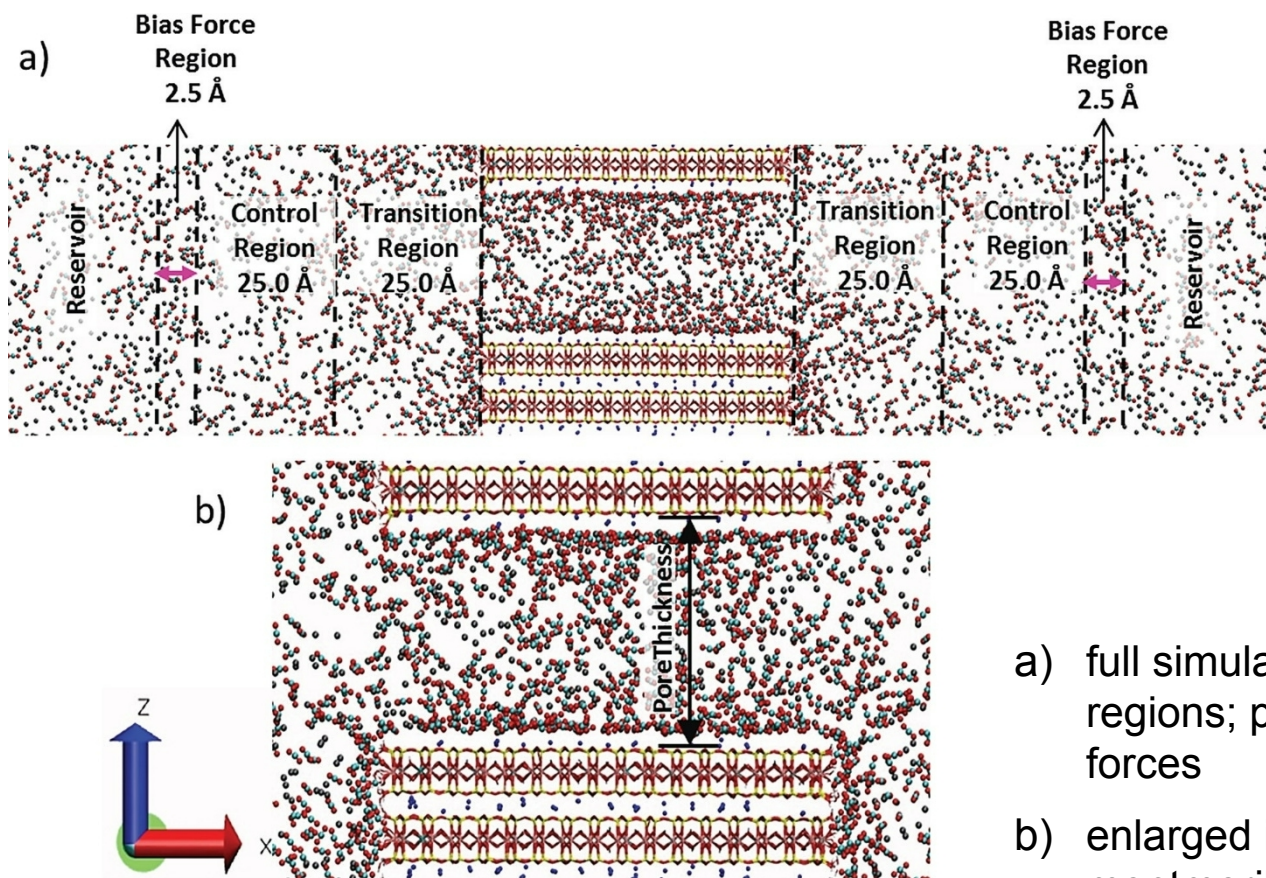 a)
Bias Force
Region
2.5 Å
Bias Force
Region
2.5 Å
Reservoir
Control
Region
25.0 Å
Transition
Region
25.0 Å
Transition
Region
25.0 Å
Control
Region
25.0 Å
Reservoir
b)
PoreThickness
Z
X
a) full simula
regions; p
forces
b) enlarged